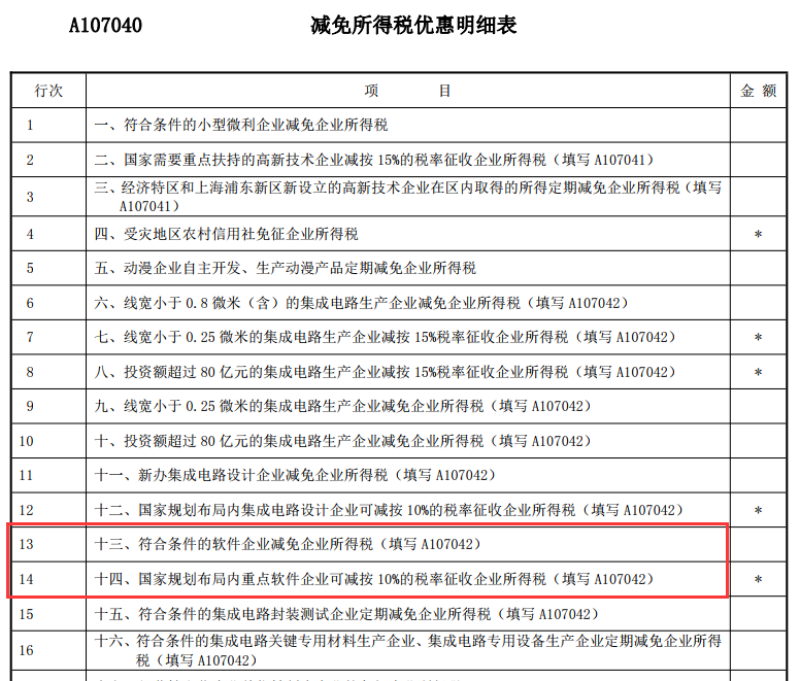 A107040 减免所得税优惠明细表
行次 项 目 金 额
1 一、符合条件的小型微利企业减免企业所得税
2 二、国家需要重点扶持的高新技术企业减按 15%的税率征收企业所得税（填写 A107041）
3 三、经济特区和上海浦东新区新设立的高新技术企业在区内取得的所得定期减免企业所得税（填写
A107041）
4 四、受灾地区农村信用社免征企业所得税 *
5 五、动漫企业自主开发、生产动漫产品定期减免企业所得税
6 六、线宽小于 0.8 微米（含）的集成电路生产企业减免企业所得税（填写 A107042）
7 七、线宽小于 0.25 微米的集成电路生产企业减按 15%税率征收企业所得税（填写 A107042） *
8 八、投资额超过 80 亿元的集成电路生产企业减按 15%税率征收企业所得税（填写 A107042） *
9 九、线宽小于 0.25 微米的集成电路生产企业减免企业所得税（填写 A107042）
10 十、投资额超过 80 亿元的集成电路生产企业减免企业所得税（填写 A107042）
11 十一、新办集成电路设计企业减免企业所得税（填写 A107042）
12 十二、国家规划布局内集成电路设计企业可减按 10%的税率征收企业所得税（填写 A107042） *
13 十三、符合条件的软件企业减免企业所得税（填写 A107042）
14 十四、国家规划布局内重点软件企业可减按 10%的税率征收企业所得税（填写 A107042） *
15 十五、符合条件的集成电路封装测试企业定期减免企业所得税（填写 A107042）
16 十六、符合条件的集成电路关键专用材料生产企业、集成电路专用设备生产企业定期减免企业所得
税（填写 A107042）